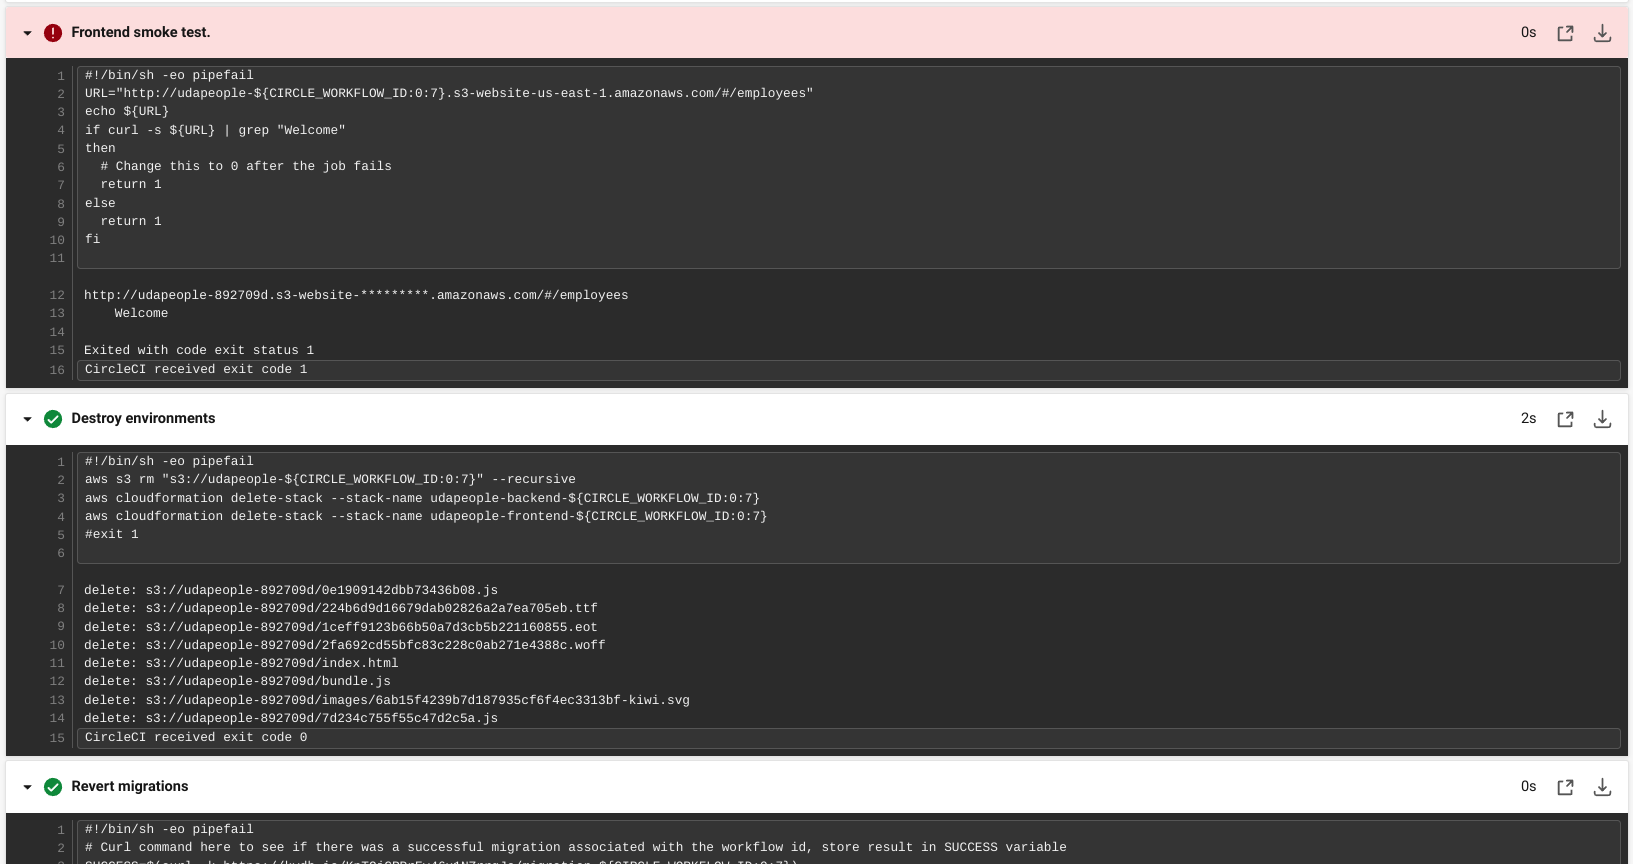 Frontend smoke test.
0s
1 #!/bin/sh -eo pipefail
2 URL="http://udapeople-${CIRCLE_WORKFLOW_ID:0:7}.s3-website-us-east-1.amazonaws.com/#/employees"
3 echo ${URL}
4 if curl -s ${URL} | grep "Welcome"
5 then
6   # Change this to 0 after the job fails
7   return 1
8 else
9   return 1
10 fi
11
12 http://udapeople-892709d.s3-website-*********.amazonaws.com/#/employees
13     Welcome
14
15 Exited with code exit status 1
16 CircleCI received exit code 1
Destroy environments
2s
1 #!/bin/sh -eo pipefail
2 aws s3 rm "s3://udapeople-${CIRCLE_WORKFLOW_ID:0:7}" --recursive
3 aws cloudformation delete-stack --stack-name udapeople-backend-${CIRCLE_WORKFLOW_ID:0:7}
4 aws cloudformation delete-stack --stack-name udapeople-frontend-${CIRCLE_WORKFLOW_ID:0:7}
5 #exit 1
6
7 delete: s3://udapeople-892709d/0e1909142dbb73436b08.js
8 delete: s3://udapeople-892709d/224b6d9d16679dab02826a2a7ea705eb.ttf
9 delete: s3://udapeople-892709d/1ceff9123b66b50a7d3cb5b221160855.eot
10 delete: s3://udapeople-892709d/2fa692cd55bfc83c228c0ab271e4388c.woff
11 delete: s3://udapeople-892709d/index.html
12 delete: s3://udapeople-892709d/bundle.js
13 delete: s3://udapeople-892709d/images/6ab15f4239b7d187935cf6f4ec3313bf-kiwi.svg
14 delete: s3://udapeople-892709d/7d234c755f55c47d2c5a.js
15 CircleCI received exit code 0
Revert migrations
0s
1 #!/bin/sh -eo pipefail
2 # Curl command here to see if there was a successful migration associated with the workflow id, store result in SUCCESS variable